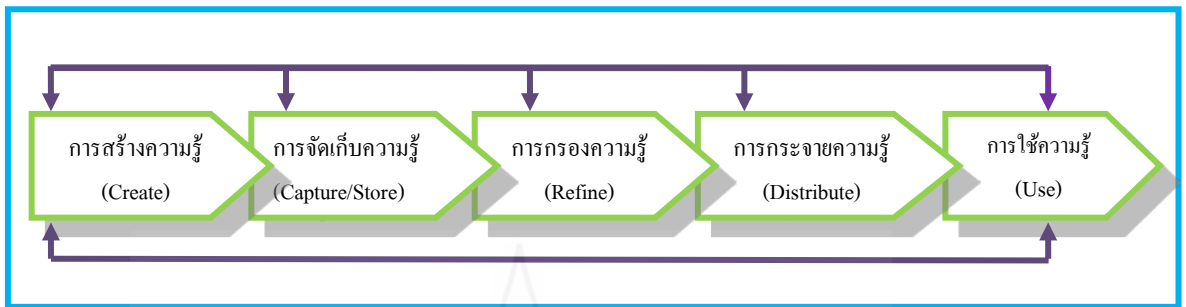 การสร้างความรู้
(Create)
การจัดเก็บความรู้
(Capture/Store)
การกรองความรู้
(Refine)
การกระจายความรู้
(Distribute)
การใช้ความรู้
(Use)